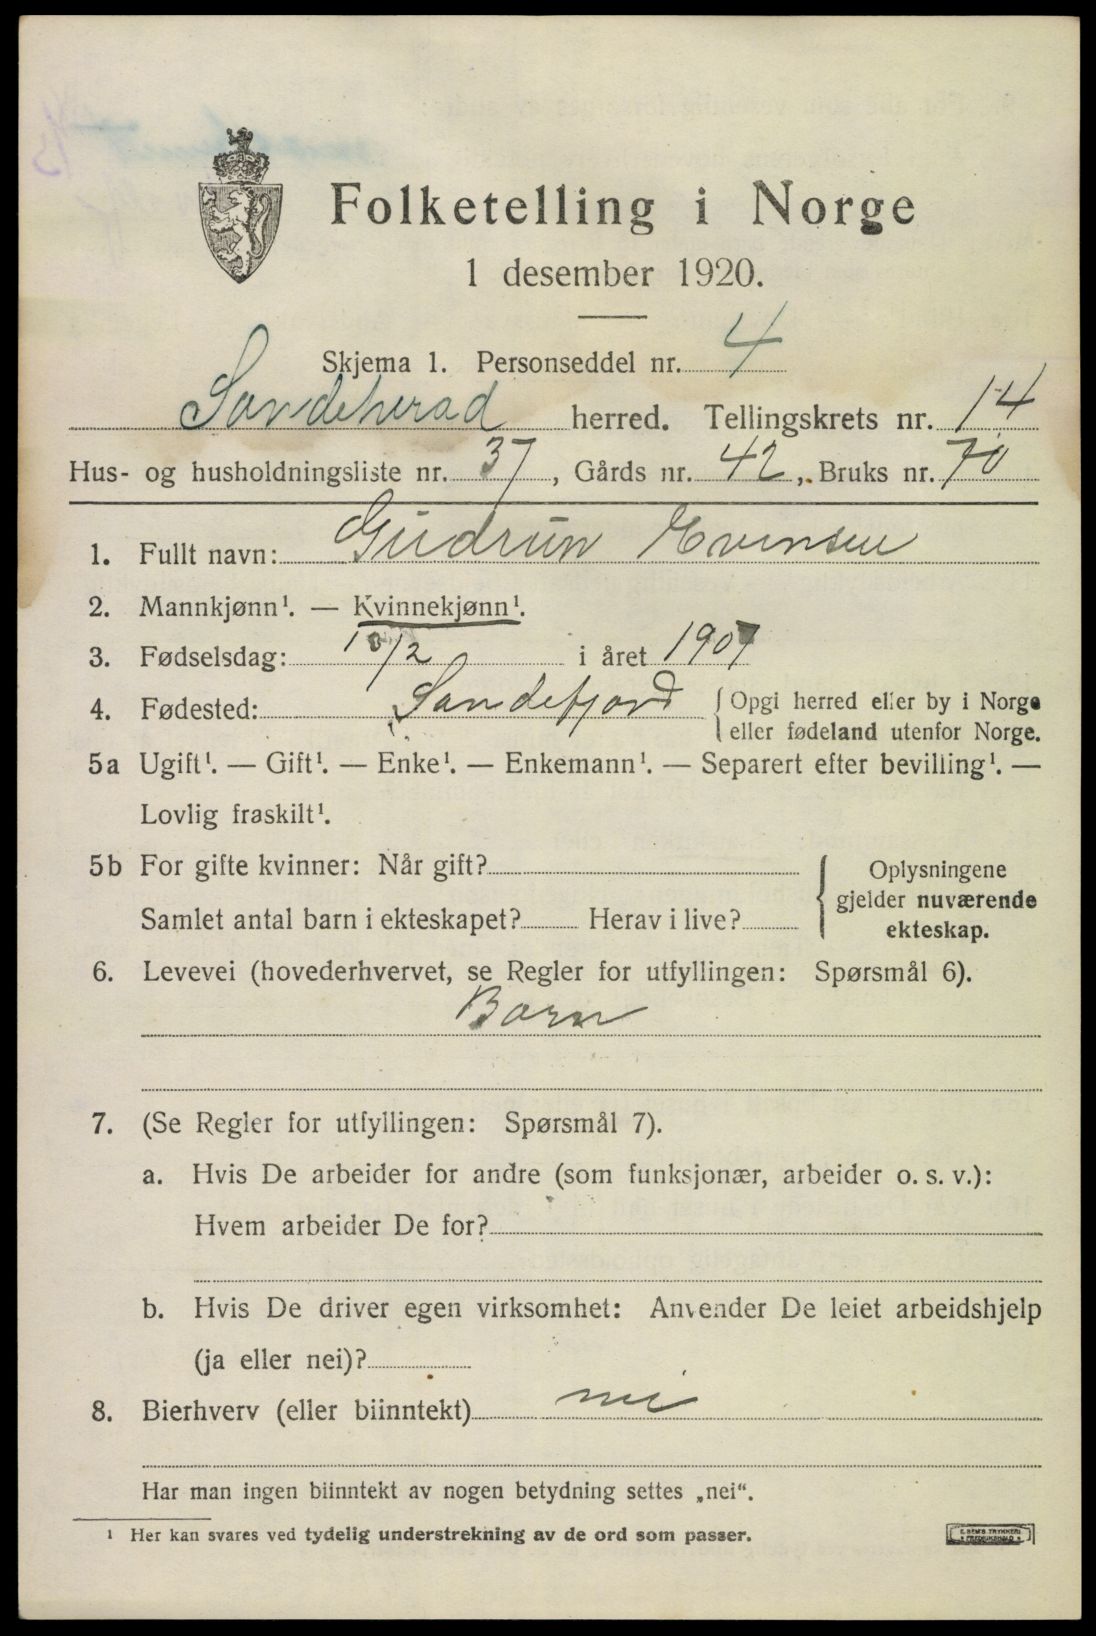 Folketelling i Norge
1 desember 1920.
Skjema 1. Personseddel nr. 4
Sandeherad herred. Tellingskrets nr. 14
Hus- og husholdningsliste nr. 37, Gårds nr. 42, Bruks nr. 70
1. Fullt navn: Gudrun Evensen
2. Mannkjønn¹. — Kvinnekjønn¹.
3. Fødselsdag: 10/2 i året 1907
4. Fødested: Sandefjord { Opgi herred eller by i Norge
eller fødeland utenfor Norge.
5a Ugift¹. — Gift¹. — Enke¹. — Enkemann¹. — Separert efter bevilling¹. —
Lovlig fraskilt¹.
5b For gifte kvinner: Når gift?
Samlet antal barn i ekteskapet? Herav i live?
{ Oplysningene
gjelder nuværende
ekteskap.
6. Levevei (hovederhvervet, se Regler for utfyllingen: Spørsmål 6).
Barn
7. (Se Regler for utfyllingen: Spørsmål 7).
a. Hvis De arbeider for andre (som funksjonær, arbeider o. s. v.):
Hvem arbeider De for?
b. Hvis De driver egen virksomhet: Anvender De leiet arbeidshjelp
(ja eller nei)?
8. Bierhverv (eller biinntekt) nei
Har man ingen biinntekt av nogen betydning settes „nei“.
¹ Her kan svares ved tydelig understrekning av de ord som passer.
E. SEM'S TRYKKERI
FREDRIKSHALD